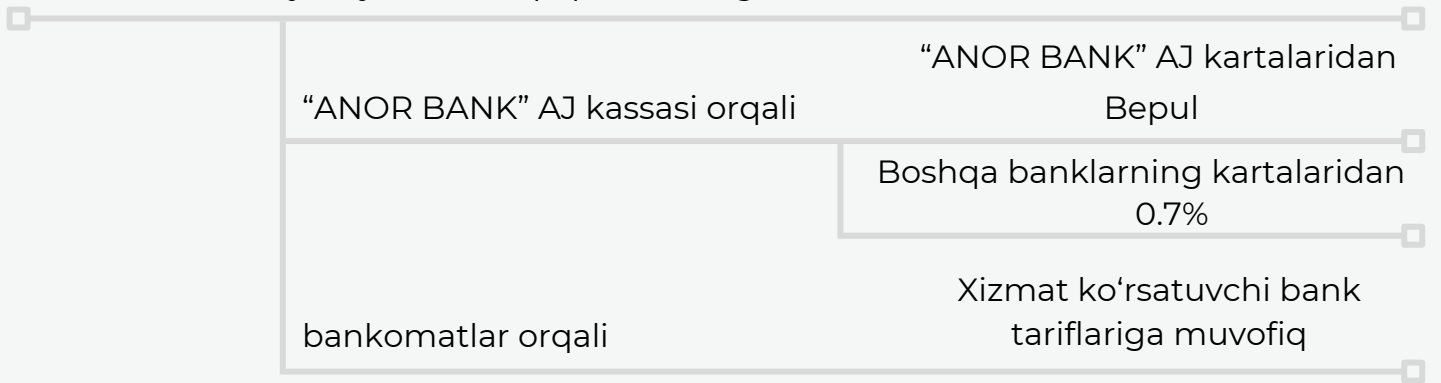 “ANOR BANK” AJ kartalaridan
“ANOR BANK” AJ kassasi orqali
Bepul
Boshqa banklarning kartalaridan
0.7%
Xizmat ko‘rsatuvchi bank
bankomatlar orqali
tariflariga muvofiq